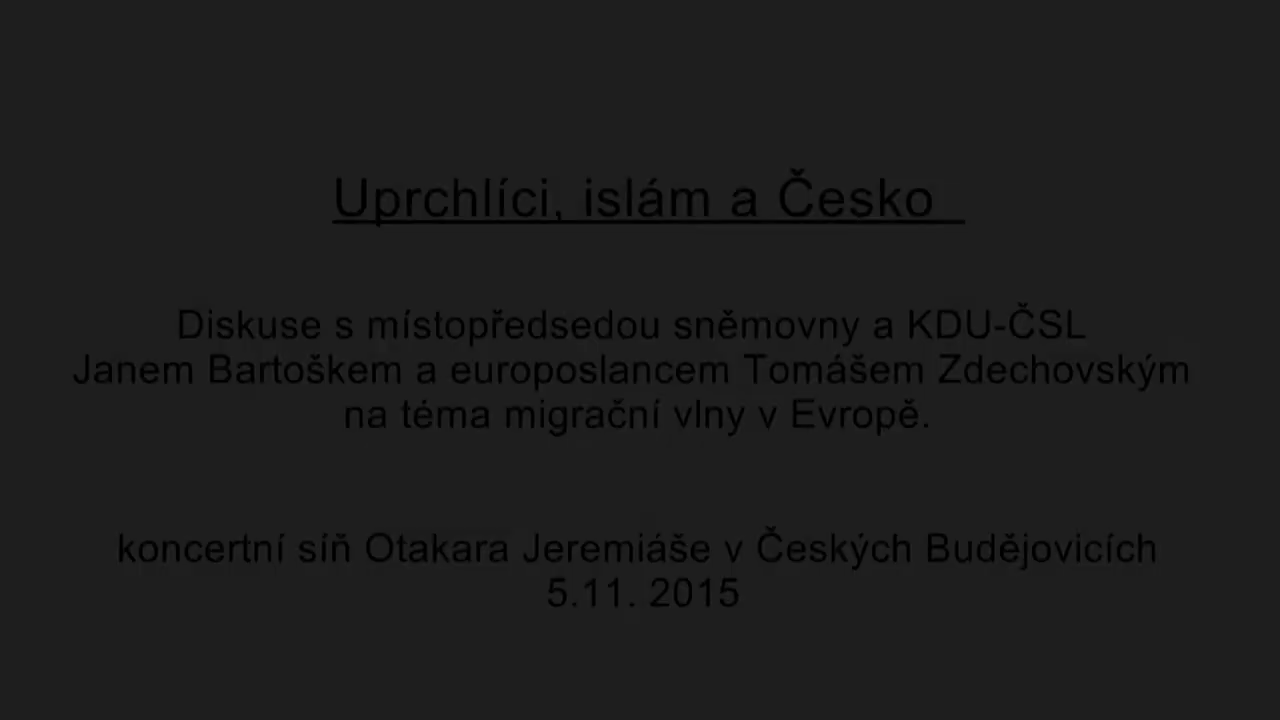 Uprchlíci, islám a Česko
Diskuse s místopředsedou sněmovny a KDU-ČSL
Janem Bartoškem a europoslancem Tomášem Zdechovským
na téma migrační vlny v Evropě.
koncertní síň Otakara Jeremiáše v Českých Budějovicích
5.11. 2015